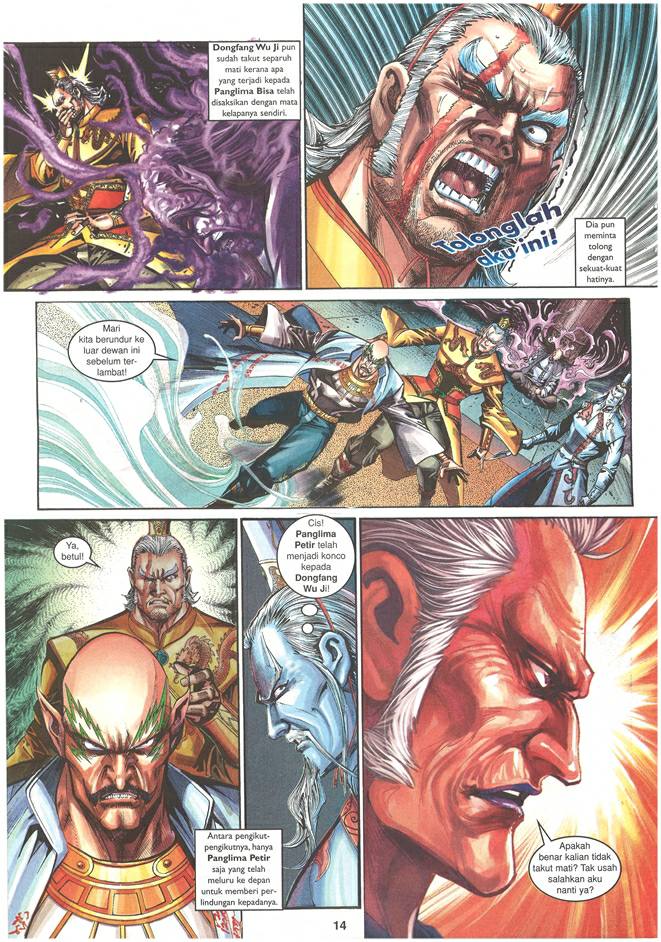 Dongfang Wu Ji pun
sudah takut separuh
mati kerana apa
yang terjadi kepada
Panglima Bisa telah
disaksikan dengan mata
kelapanya sendiri.
Tolonglah
aku ini!
Dia pun
meminta
tolong
dengan
sekuat-kuat
hatinya.
Mari
kita berundur ke
luar dewan ini
sebelum ter-
lambat!
Ya,
betul!
Cis!
Panglima
Petir telah
menjadi konco
kepada
Dongfang
Wu Ji!
Antara pengikut-
pengikutnya, hanya
Panglima Petir
saja yang telah
meluru ke depan
untuk memberi per-
lindungan kepadanya.
Apakah
benar kalian tidak
takut mati? Tak usah
salahkan aku
nanti ya?
14